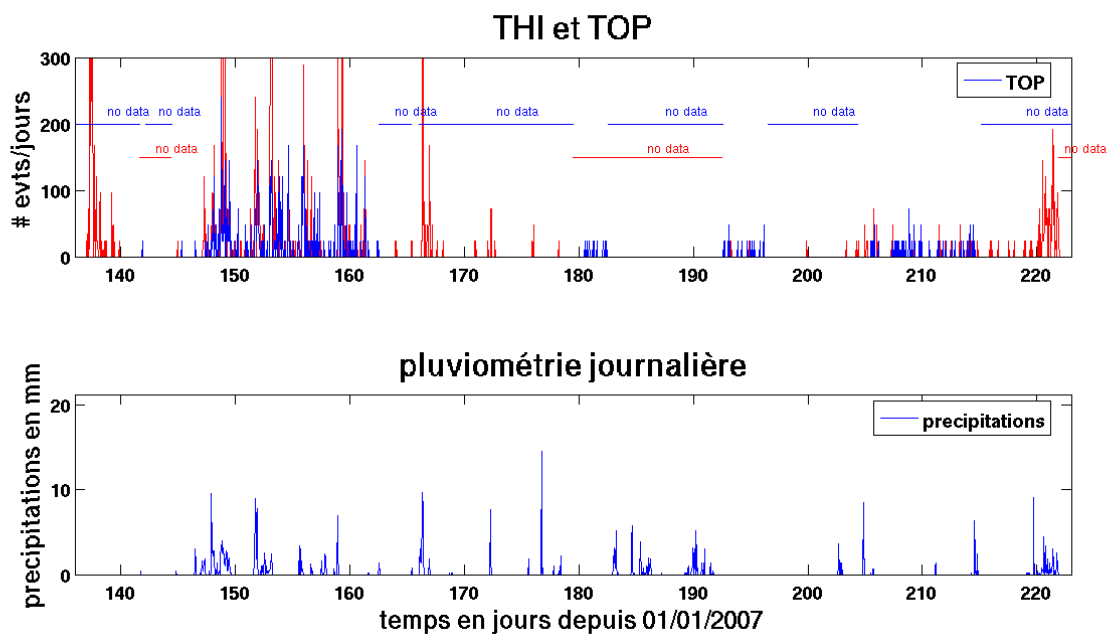 THI et TOP
# evts/jours
300
200
100
0
TOP
no data no data no data no data no data no data no data
no data no data no data
140 150 160 170 180 190 200 210 220
pluviométrie journalière
precipitations en mm
20
10
0
precipitations
140 150 160 170 180 190 200 210 220
temps en jours depuis 01/01/2007